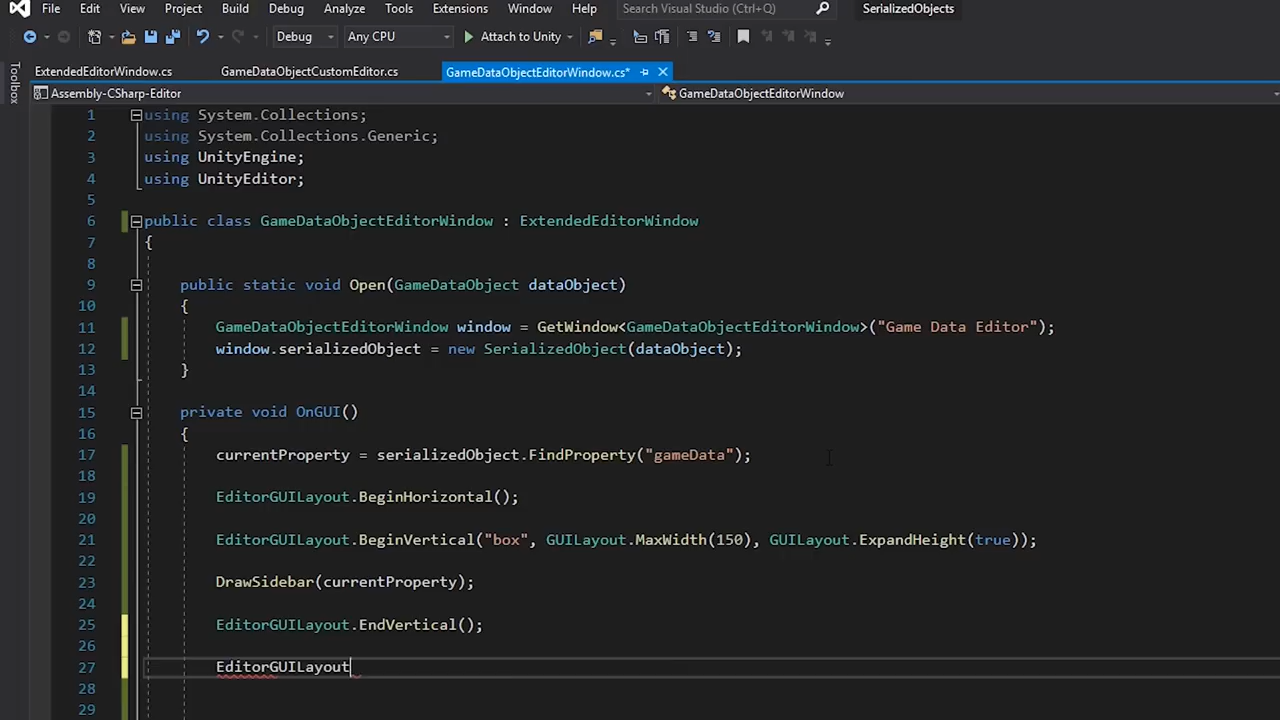 File Edit View Project Build Debug Analyze Tools Extensions Window Help Search Visual Studio (Ctrl+Q) SerializedObjects
Debug Any CPU Attach to Unity
Toolbox
ExtendedEditorWindow.cs GameDataObjectCustomEditor.cs GameDataObjectEditorWindow.cs*
Assembly-CSharp-Editor GameDataObjectEditorWindow
1 using System.Collections;
2 using System.Collections.Generic;
3 using UnityEngine;
4 using UnityEditor;
5
6 public class GameDataObjectEditorWindow : ExtendedEditorWindow
7 {
8
9 public static void Open(GameDataObject dataObject)
10 {
11 GameDataObjectEditorWindow window = GetWindow<GameDataObjectEditorWindow>("Game Data Editor");
12 window.serializedObject = new SerializedObject(dataObject);
13 }
14
15 private void OnGUI()
16 {
17 currentProperty = serializedObject.FindProperty("gameData");
18
19 EditorGUILayout.BeginHorizontal();
20
21 EditorGUILayout.BeginVertical("box", GUILayout.MaxWidth(150), GUILayout.ExpandHeight(true));
22
23 DrawSidebar(currentProperty);
24
25 EditorGUILayout.EndVertical();
26
27 EditorGUILayout
28
29